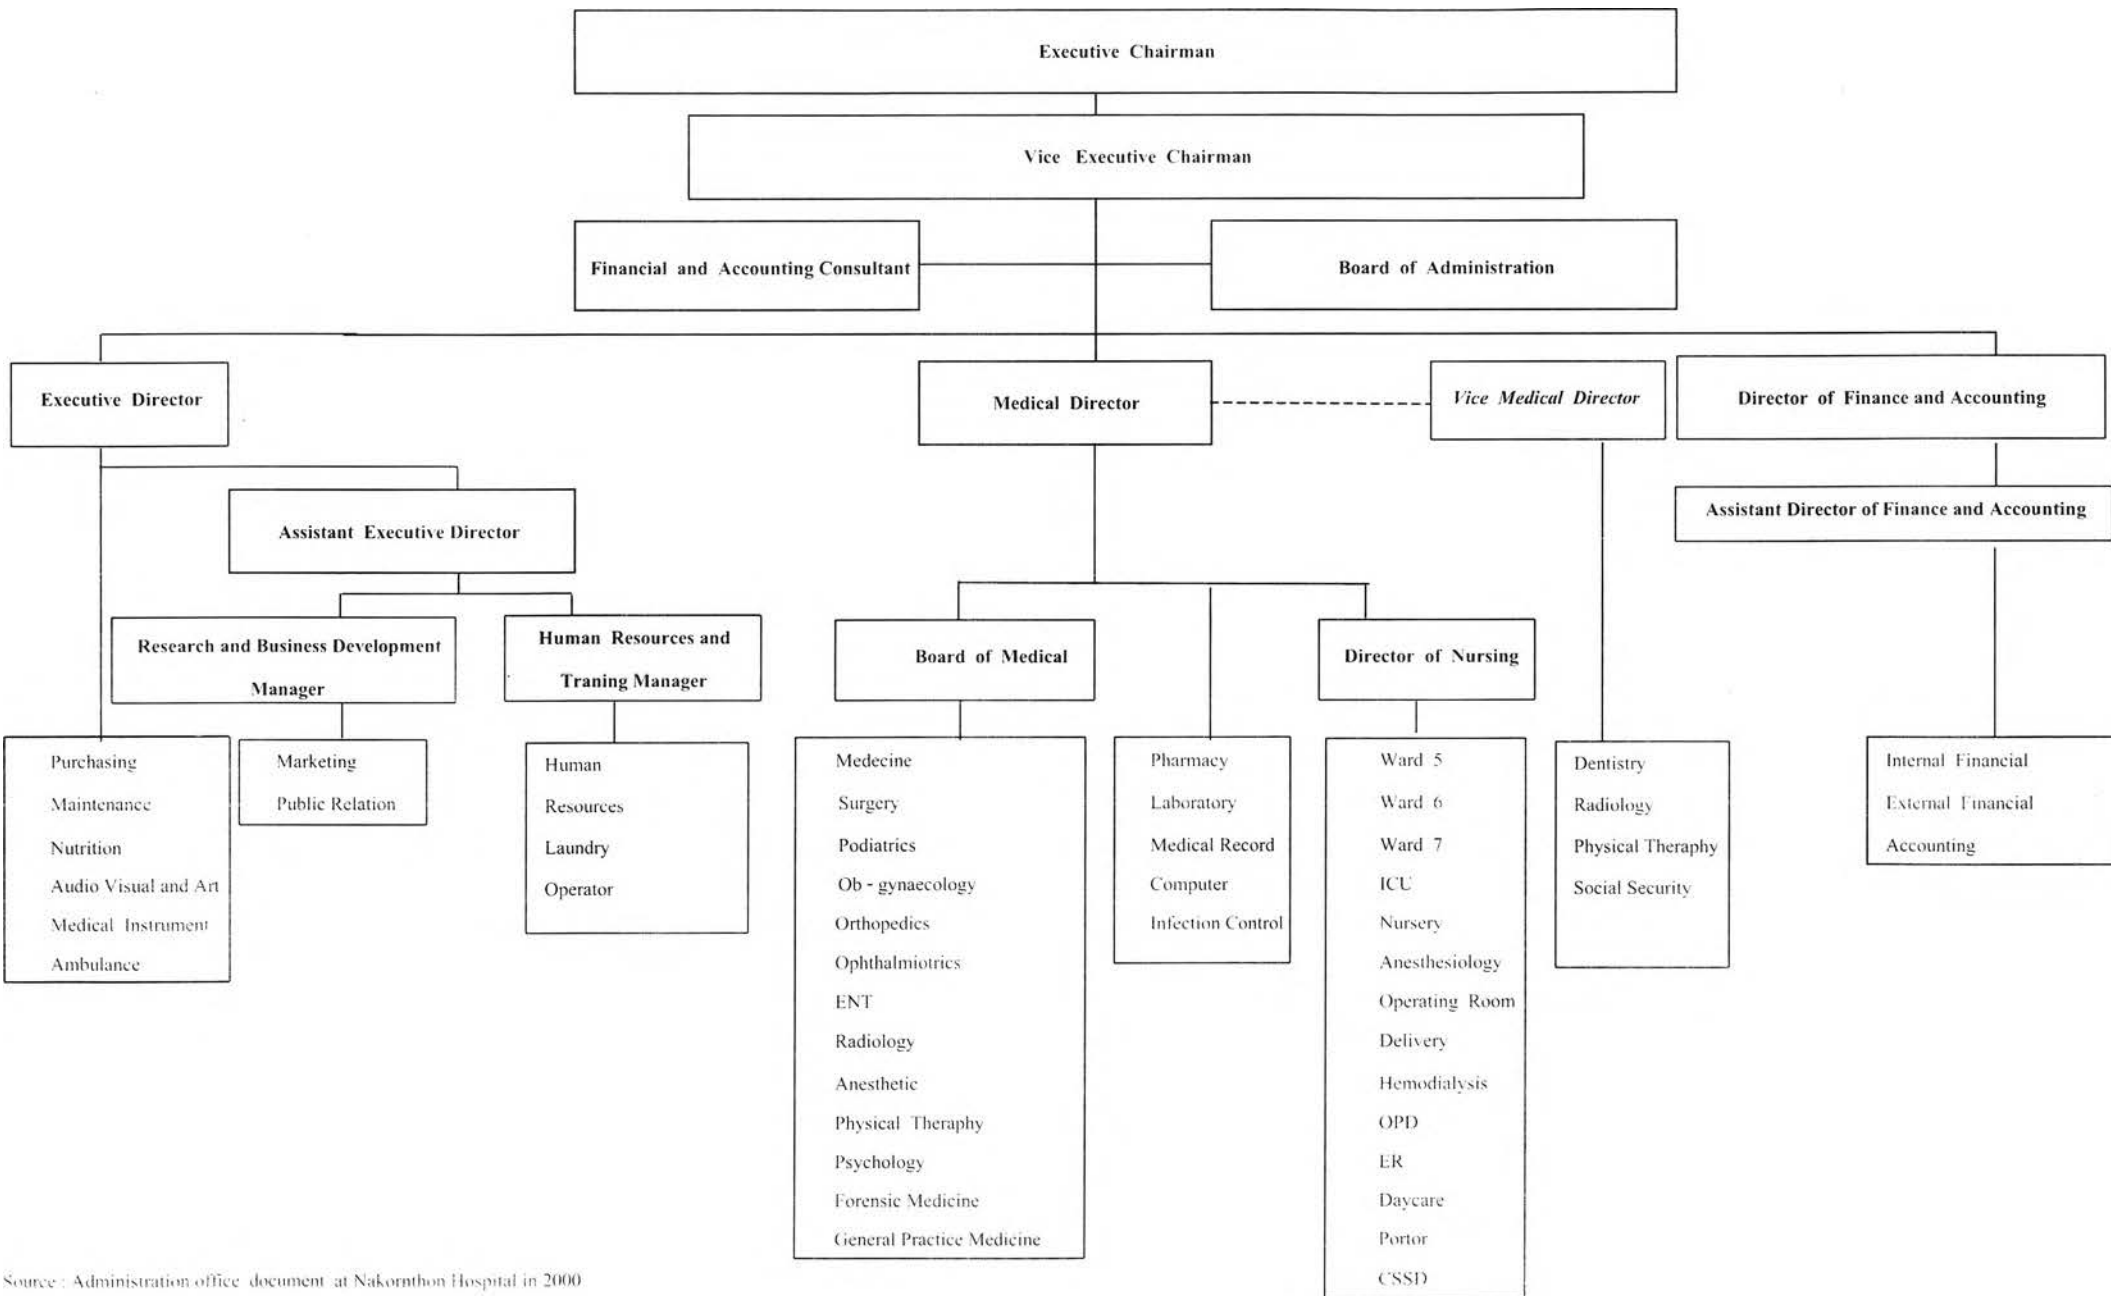 Executive Chairman
Vice Executive Chairman
Financial and Accounting Consultant
Board of Administration
Executive Director
Medical Director
Vice Medical Director
Director of Finance and Accounting
Assistant Executive Director
Assistant Director of Finance and Accounting
Research and Business Development
Manager
Human Resources and
Traning Manager
Board of Medical
Director of Nursing
Purchasing
Maintenance
Nutrition
Audio Visual and Art
Medical Instrument
Ambulance
Marketing
Public Relation
Human
Resources
Laundry
Operator
Medecine
Surgery
Podiatrics
Ob - gynaecology
Orthopedics
Ophthalmiotrics
ENT
Radiology
Anesthetic
Physical Theraphy
Psychology
Forensic Medicine
General Practice Medicine
Pharmacy
Laboratory
Medical Record
Computer
Infection Control
Ward 5
Ward 6
Ward 7
ICU
Nursery
Anesthesiology
Operating Room
Delivery
Hemodialysis
OPD
ER
Daycare
Portor
CSSD
Dentistry
Radiology
Physical Theraphy
Social Security
Internal Financial
External Financial
Accounting
Source : Administration office document at Nakornthon Hospital in 2000